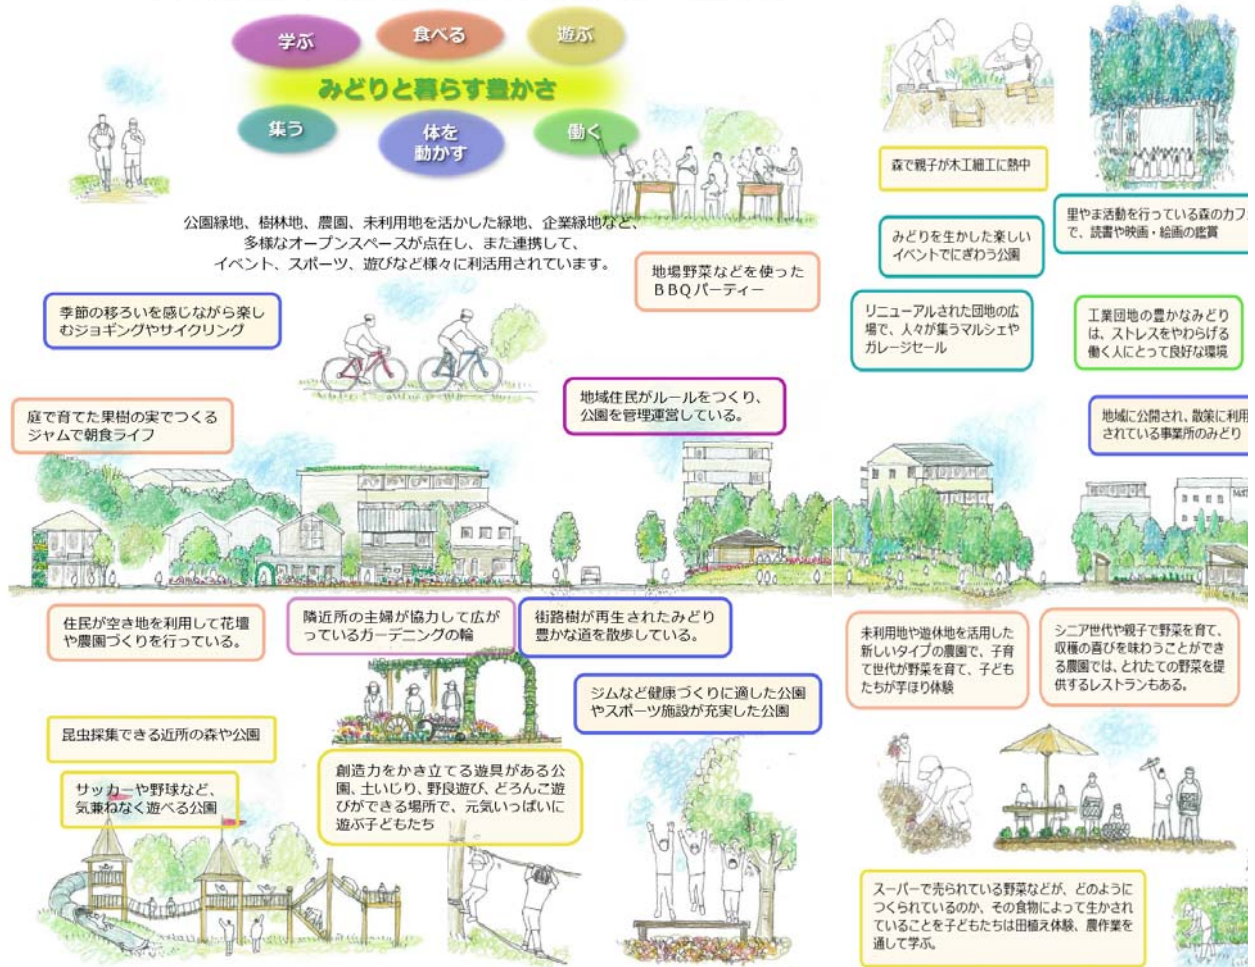 学ぶ
食べる
遊ぶ
みどりと暮らす豊かさ
集う
体を
動かす
働く
公園緑地、樹林地、農園、未利用地を活かした緑地、企業緑地など、
多様なオープンスペースが点在し、また連携して、
イベント、スポーツ、遊びなど様々に利活用されています。
森で親子が木工細工に熱中
里やま活動を行っている森のカフェ
で、読書や映画・絵画の鑑賞
みどりを生かした楽しい
イベントでにぎわう公園
地場野菜などを使った
BBQパーティー
季節の移ろいを感じながら楽し
むジョギングやサイクリング
リニューアルされた団地の広
場で、人々が集うマルシェや
ガレージセール
工業団地の豊かなみどり
は、ストレスをやわらげる
働く人にとって良好な環境
地域住民がルールをつくり、
公園を管理運営している。
庭で育てた果樹の実でつくる
ジャムで朝食ライフ
地域に公開され、散策に利用
されている事業所のみどり
住民が空き地を利用して花壇
や農園づくりを行っている。
隣近所の主婦が協力して広が
っているガーデニングの輪
街路樹が再生されたみどり
豊かな道を散歩している。
未利用地や遊休地を活用した
新しいタイプの農園で、子育
て世代が野菜を育て、子ども
たちが芋ほり体験
シニア世代や親子で野菜を育て、
収穫の喜びを味わうことができ
る農園では、とれたての野菜を提
供するレストランもある。
ジムなど健康づくりに適した公園
やスポーツ施設が充実した公園
昆虫採集できる近所の森や公園
サッカーや野球など、
気兼ねなく遊べる公園
創造力をかき立てる遊具がある公
園、土いじり、野良遊び、どろんこ遊
びができる場所で、元気いっぱいに
遊ぶ子どもたち
スーパーで売られている野菜などが、どのように
つくられているのか、その食物によって生かされ
ていることを子どもたちは田植え体験、農作業を
通して学ぶ。